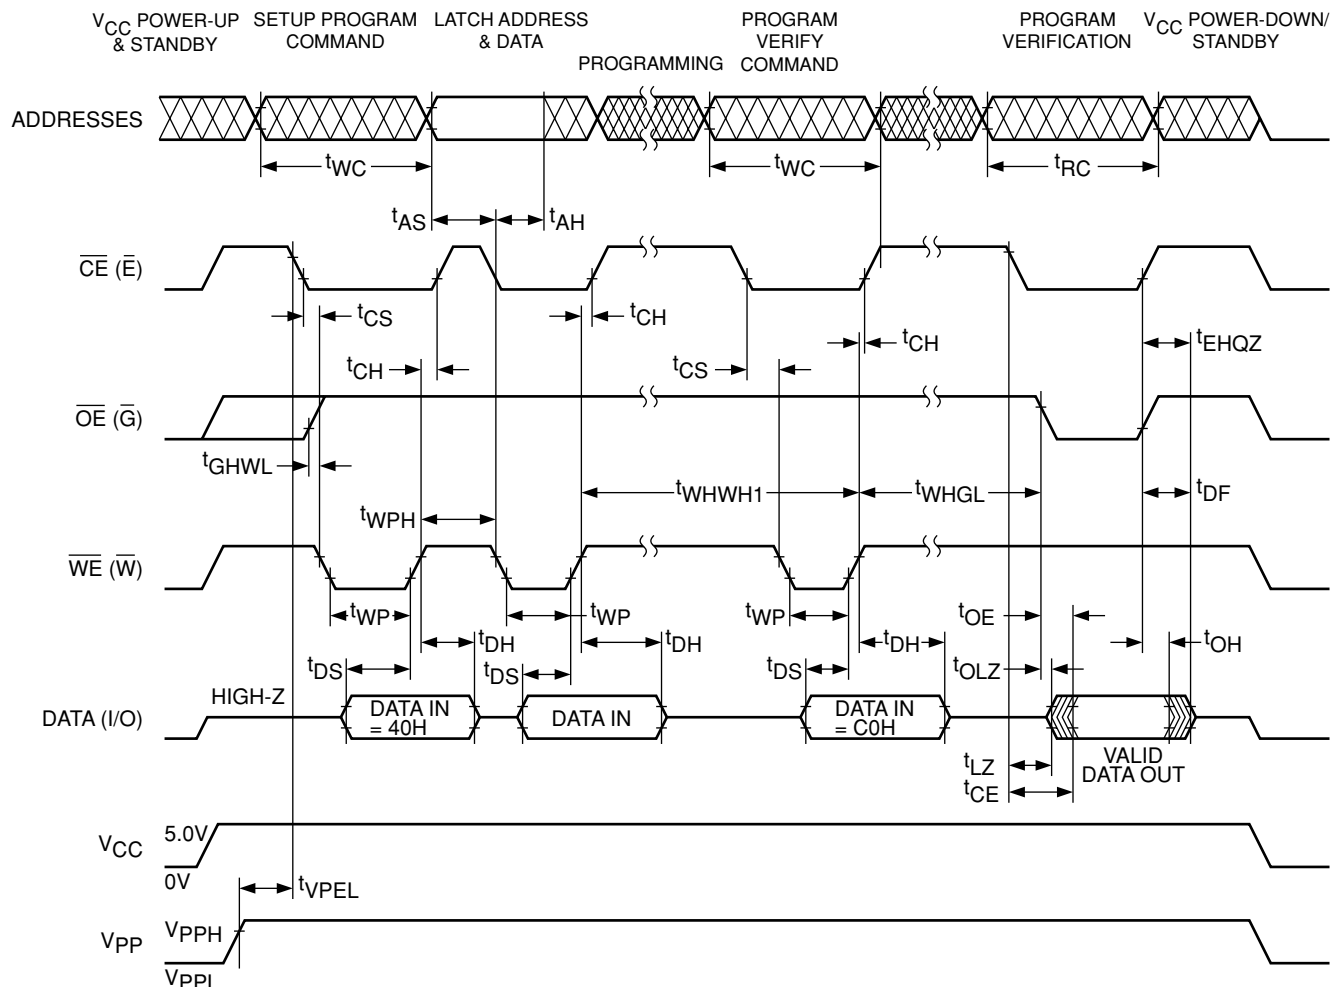 VCC POWER-UP & STANDBY
SETUP PROGRAM COMMAND
LATCH ADDRESS & DATA
PROGRAMMING
PROGRAM VERIFY COMMAND
PROGRAM VERIFICATION
VCC POWER-DOWN/ STANDBY
ADDRESSES
tWC
tWC
tRC
tAS
tAH
CE (E)
tCS
tCH
tCH
tCS
tCH
tEHQZ
OE (G)
tGHWL
tWPH
tWHWH1
tWHGL
tDF
WE (W)
tWP
tWP
tWP
tOE
tDH
tDH
tDH
tOH
tDS
tDS
tDS
tOLZ
DATA (I/O)
HIGH-Z
DATA IN = 40H
DATA IN
DATA IN = C0H
VALID DATA OUT
tLZ
tCE
VCC
5.0V
0V
tVPEL
VPP
VPPH
VPPL